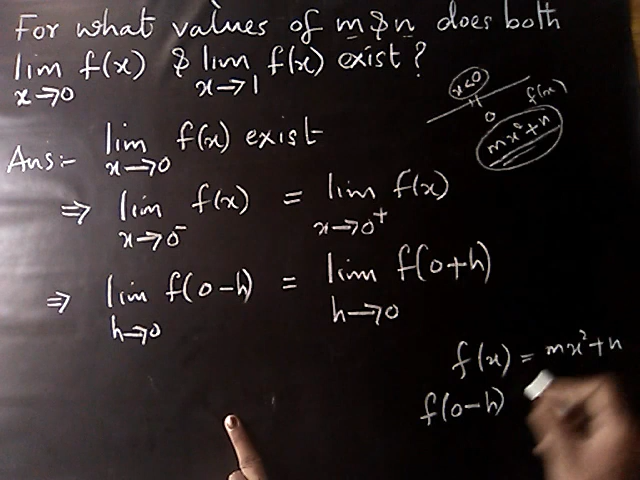 For what values of m & n does both
lim f(x) & lim f(x) exist?
x→0 x→1
x<0
0
f(x)
mx²+n
Ans:- lim f(x) exist
x→0
⇒ lim f(x) = lim f(x)
x→0⁻ x→0⁺
⇒ lim f(0-h) = lim f(0+h)
h→0 h→0
f(x) = mx²+n
f(0-h)